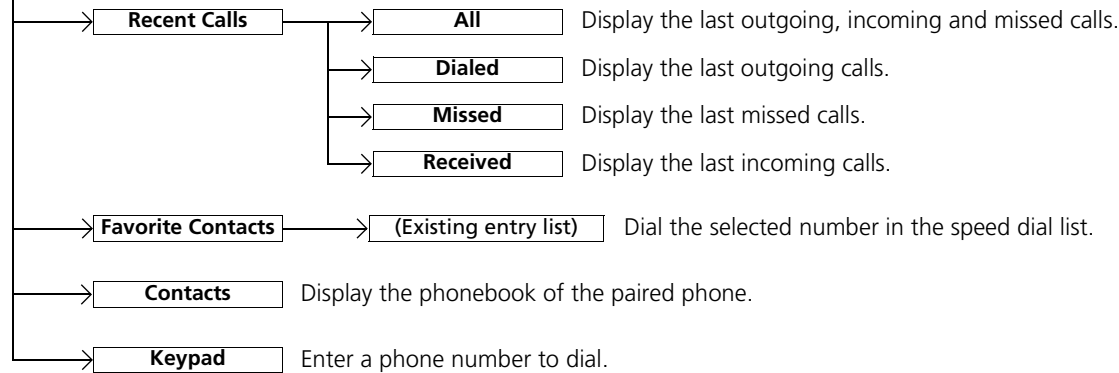 Recent Calls All Display the last outgoing, incoming and missed calls.
Dialed Display the last outgoing calls.
Missed Display the last missed calls.
Received Display the last incoming calls.
Favorite Contacts (Existing entry list) Dial the selected number in the speed dial list.
Contacts Display the phonebook of the paired phone.
Keypad Enter a phone number to dial.